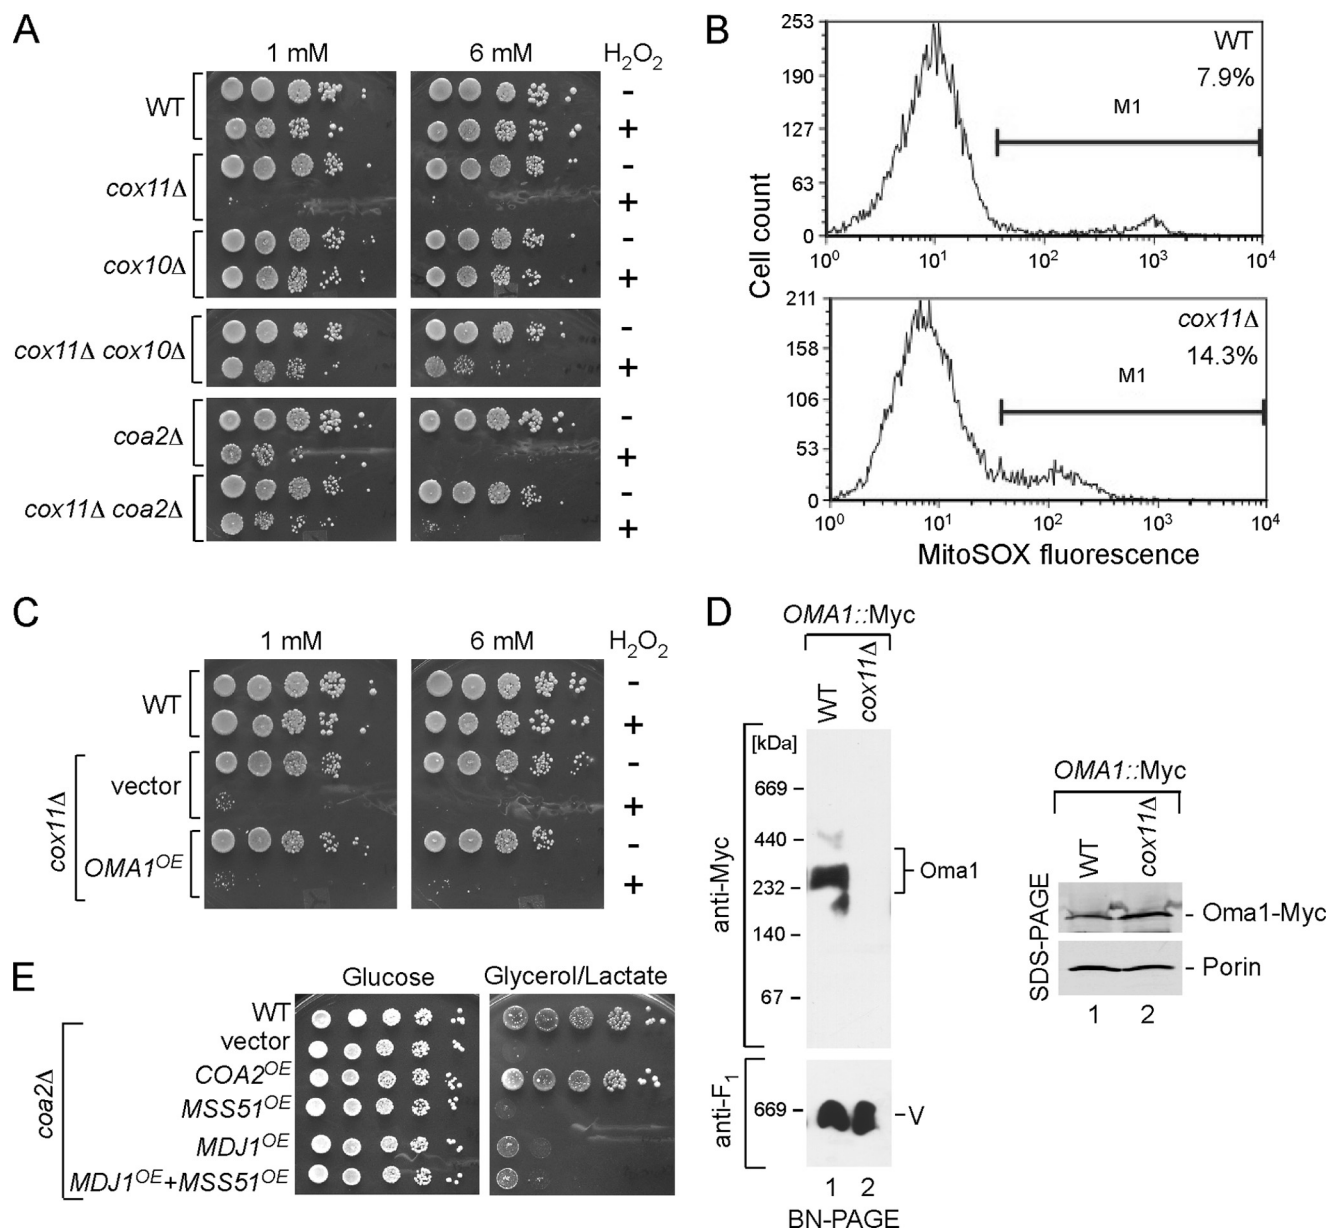 A
1 mM 6 mM H₂O₂
WT
-
+
cox11Δ
-
+
cox10Δ
-
+
cox11Δ cox10Δ
-
+
coa2Δ
-
+
cox11Δ coa2Δ
-
+
B
Cell count
253
190
127
63
0
WT
7.9%
M1
10⁰ 10¹ 10² 10³ 10⁴
211
158
106
53
0
cox11Δ
14.3%
M1
10⁰ 10¹ 10² 10³ 10⁴
MitoSOX fluorescence
C
1 mM 6 mM H₂O₂
WT
-
+
cox11Δ
vector
-
+
OMA1ᴼᴱ
-
+
D
OMA1::Myc
WT cox11Δ
anti-Myc
[kDa]
669
440
232
140
67
Oma1
anti-F₁
669
V
1 2
BN-PAGE
OMA1::Myc
WT cox11Δ
SDS-PAGE
Oma1-Myc
Porin
1 2
E
Glucose Glycerol/Lactate
WT
coa2Δ
vector
COA2ᴼᴱ
MSS51ᴼᴱ
MDJ1ᴼᴱ
MDJ1ᴼᴱ+MSS51ᴼᴱ